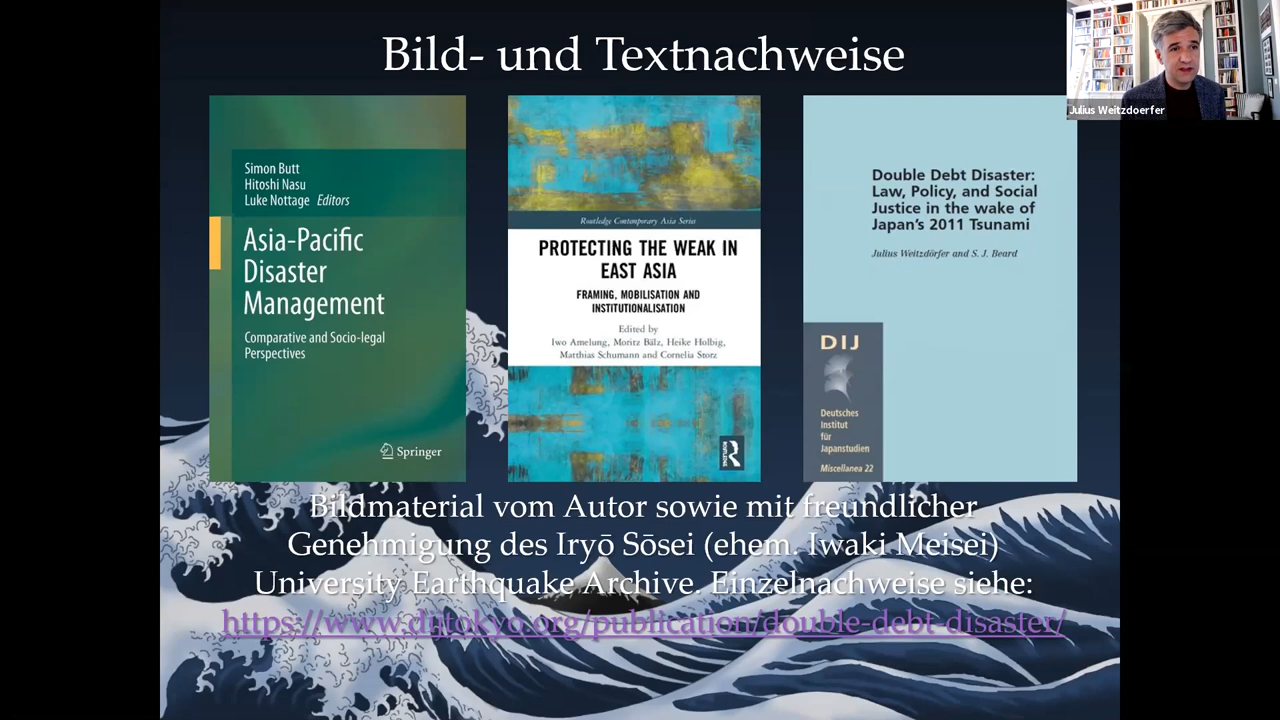 Bild- und Textnachweise
Julius Weitzdoerfer
Simon Butt
Hitoshi Nasu
Luke Nottage Editors
Asia-Pacific
Disaster
Management
Comparative and Socio-legal
Perspectives
Springer
Routledge Contemporary Asia Series
PROTECTING THE WEAK IN
EAST ASIA
FRAMING, MOBILISATION AND
INSTITUTIONALISATION
Edited by
Iwo Amelung, Moritz Bälz, Heike Holbig,
Matthias Schumann and Cornelia Storz
ROUTLEDGE
Double Debt Disaster:
Law, Policy, and Social
Justice in the wake of
Japan's 2011 Tsunami
Julius Weitzdörfer and S. J. Beard
DIJ
Deutsches
Institut
für
Japanstudien
Miscellanea 22
Bildmaterial vom Autor sowie mit freundlicher
Genehmigung des Iryō Sōsei (ehem. Iwaki Meisei)
University Earthquake Archive. Einzelnachweise siehe:
https://www.dijtokyo.org/publication/double-debt-disaster/